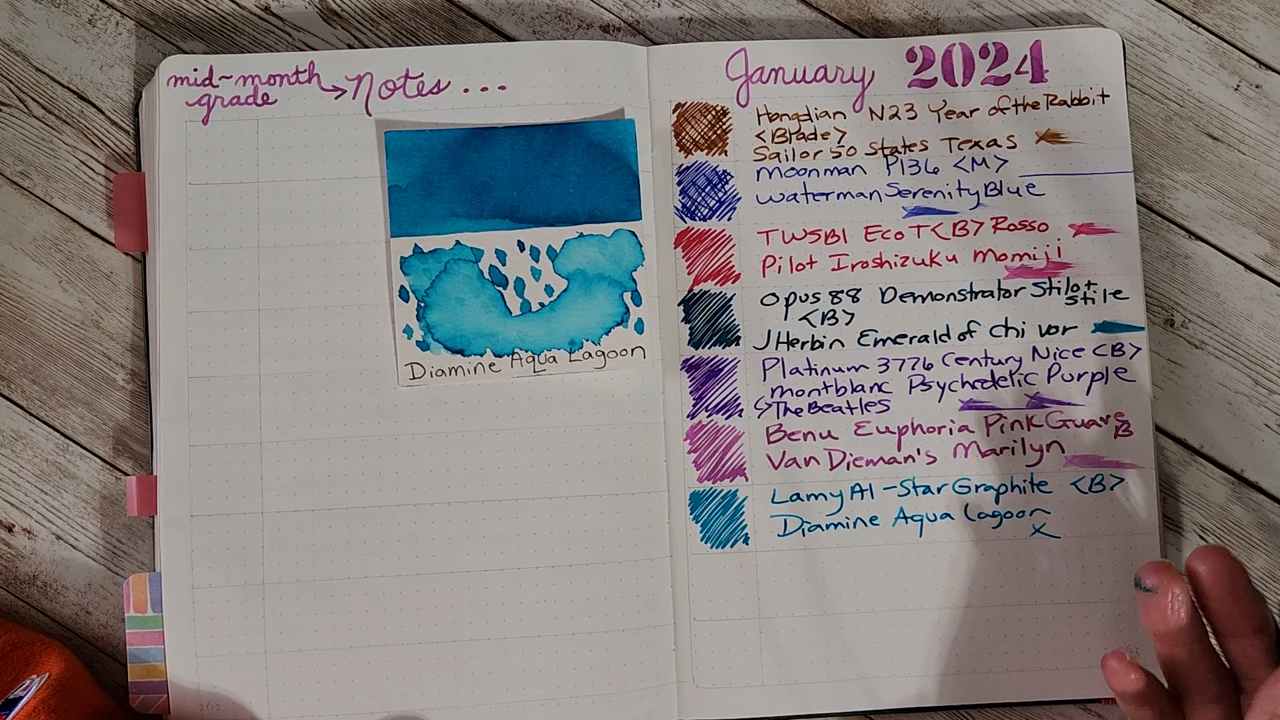 mid~month
grade → Notes ...
Diamine Aqua Lagoon
January 2024
Hongdian N23 Year of the Rabbit
<Blade>
Sailor 50 States Texas
Moonman P136 <M>
Waterman Serenity Blue
TWSBI Eco T <B> Rosso
Pilot Iroshizuku Momiji
Opus 88 Demonstrator Stilo+
Stile
<B>
J Herbin Emerald of Chivor
Platinum 3776 Century Nice <B>
montblanc Psychedelic Purple
↳The Beatles
Benu Euphoria Pink Guava
B
Van Dieman's Marilyn
Lamy Al-Star Graphite <B>
Diamine Aqua Lagoon
X